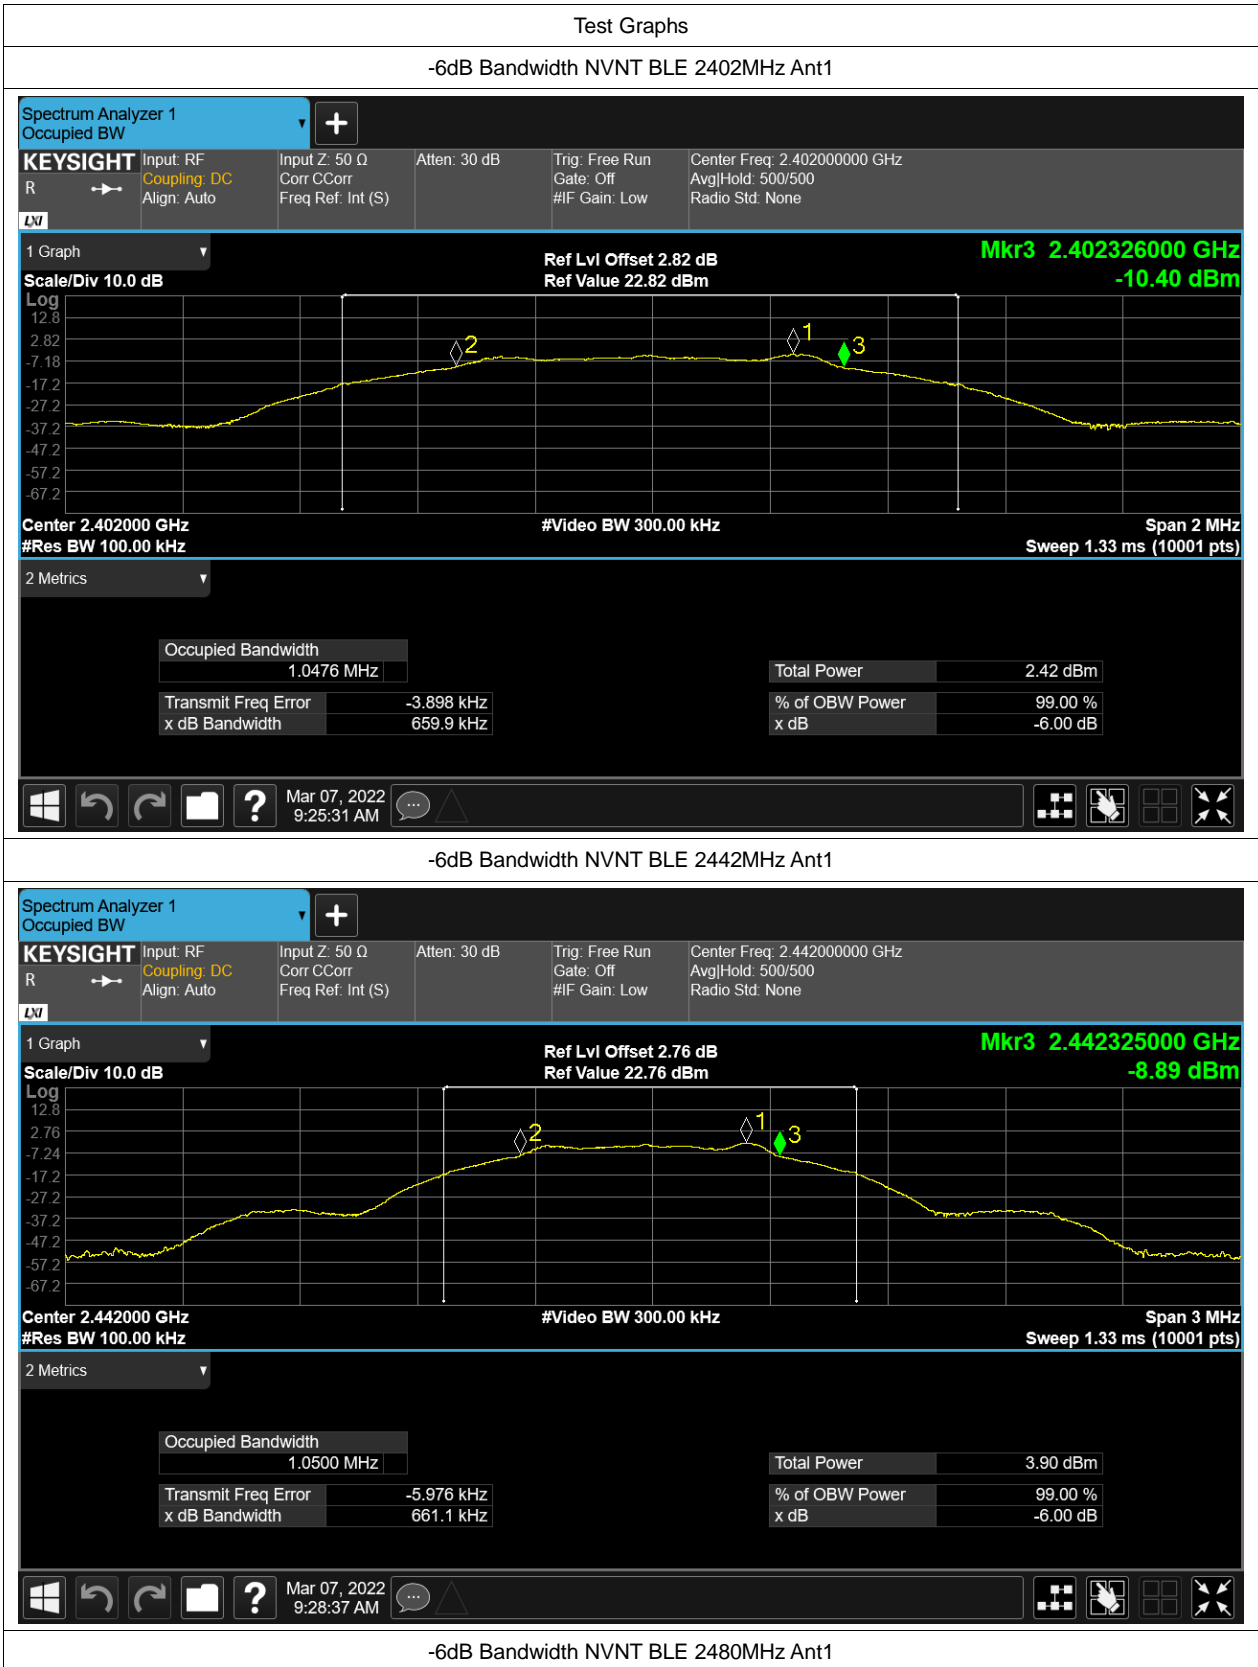 Test Graphs
-6dB Bandwidth NVNT BLE 2402MHz Ant1
Spectrum Analyzer 1
Occupied BW
KEYSIGHT
R
LXI
Input: RF
Coupling: DC
Align: Auto
Input Z: 50 Ω
Corr CCorr
Freq Ref: Int (S)
Atten: 30 dB
Trig: Free Run
Gate: Off
#IF Gain: Low
Center Freq: 2.402000000 GHz
Avg|Hold: 500/500
Radio Std: None
1 Graph
Scale/Div 10.0 dB
Ref Lvl Offset 2.82 dB
Ref Value 22.82 dBm
Mkr3 2.402326000 GHz
-10.40 dBm
Log
12.8
2.82
-7.18
-17.2
-27.2
-37.2
-47.2
-57.2
-67.2
2
1
3
Center 2.402000 GHz
#Res BW 100.00 kHz
#Video BW 300.00 kHz
Span 2 MHz
Sweep 1.33 ms (10001 pts)
2 Metrics
Occupied Bandwidth
1.0476 MHz
Total Power 2.42 dBm
Transmit Freq Error -3.898 kHz
% of OBW Power 99.00 %
x dB Bandwidth 659.9 kHz
x dB -6.00 dB
?
Mar 07, 2022
9:25:31 AM
-6dB Bandwidth NVNT BLE 2442MHz Ant1
Spectrum Analyzer 1
Occupied BW
KEYSIGHT
R
LXI
Input: RF
Coupling: DC
Align: Auto
Input Z: 50 Ω
Corr CCorr
Freq Ref: Int (S)
Atten: 30 dB
Trig: Free Run
Gate: Off
#IF Gain: Low
Center Freq: 2.442000000 GHz
Avg|Hold: 500/500
Radio Std: None
1 Graph
Scale/Div 10.0 dB
Ref Lvl Offset 2.76 dB
Ref Value 22.76 dBm
Mkr3 2.442325000 GHz
-8.89 dBm
Log
12.8
2.76
-7.24
-17.2
-27.2
-37.2
-47.2
-57.2
-67.2
2
1
3
Center 2.442000 GHz
#Res BW 100.00 kHz
#Video BW 300.00 kHz
Span 3 MHz
Sweep 1.33 ms (10001 pts)
2 Metrics
Occupied Bandwidth
1.0500 MHz
Total Power 3.90 dBm
Transmit Freq Error -5.976 kHz
% of OBW Power 99.00 %
x dB Bandwidth 661.1 kHz
x dB -6.00 dB
?
Mar 07, 2022
9:28:37 AM
-6dB Bandwidth NVNT BLE 2480MHz Ant1